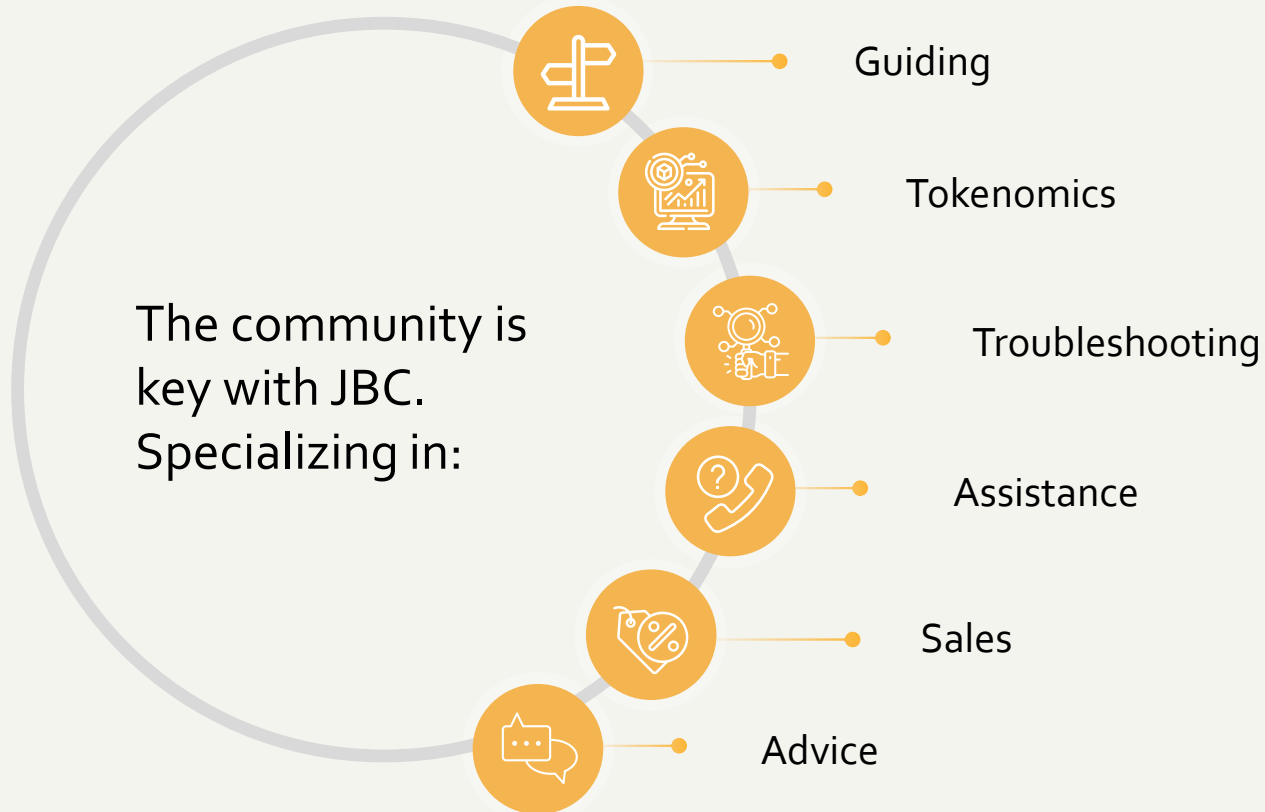 Guiding
Tokenomics
The community is
key with JBC.
Specializing in:
Troubleshooting
Assistance
Sales
Advice